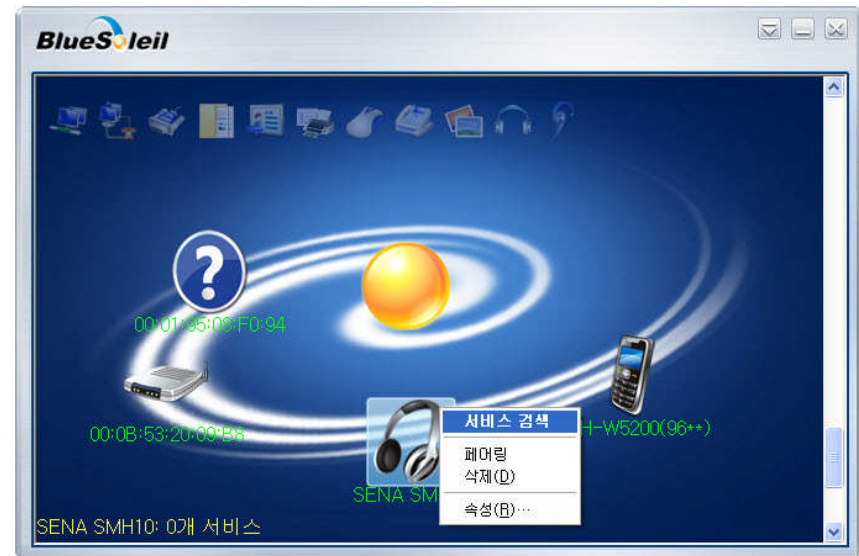 BlueSoleil
00:01:95:08:F0:94
00:0B:53:20:09:B8
서비스 검색
H-W5200(96**)
페어링
삭제(D)
SENA SM
속성(R)...
SENA SMH10: 0개 서비스